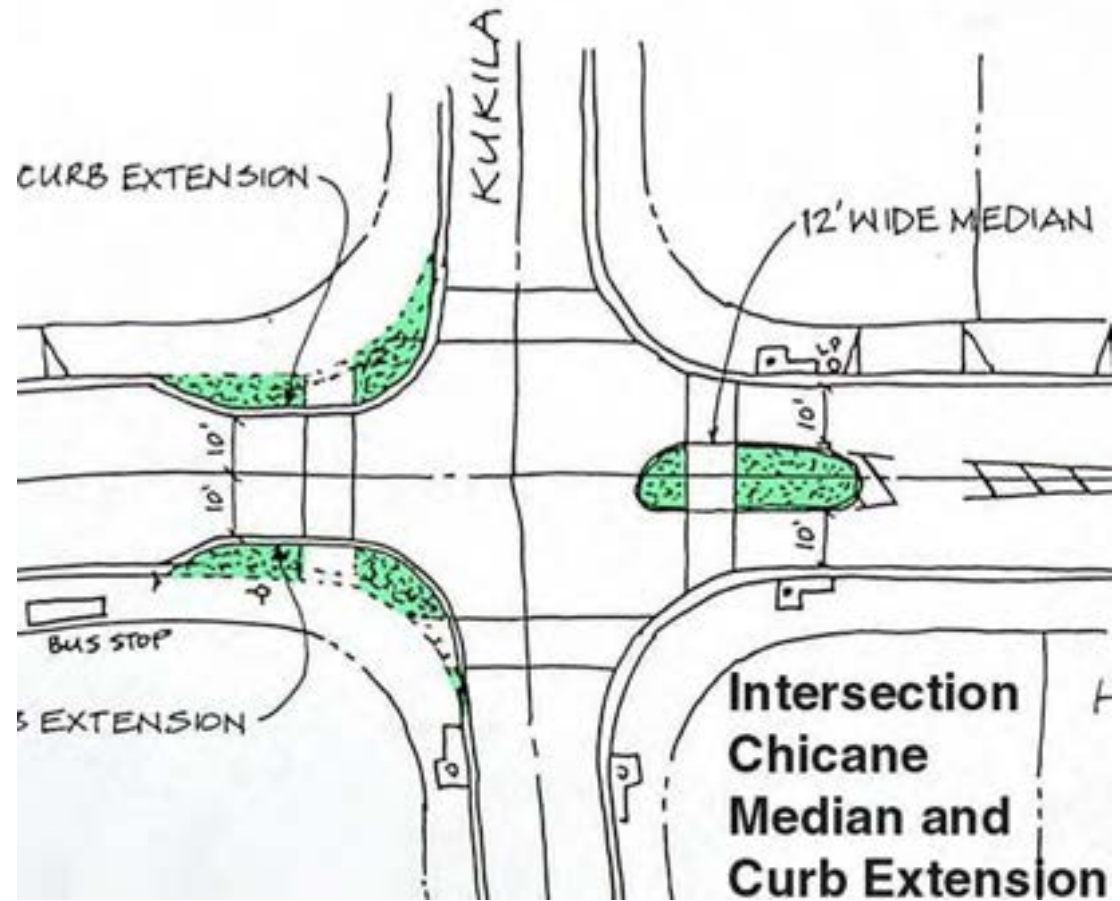 KUKILA
CURB EXTENSION
12' WIDE MEDIAN
10'
10'
10'
10'
BUS STOP
EXTENSION
Intersection
Chicane
Median and
Curb Extension
H